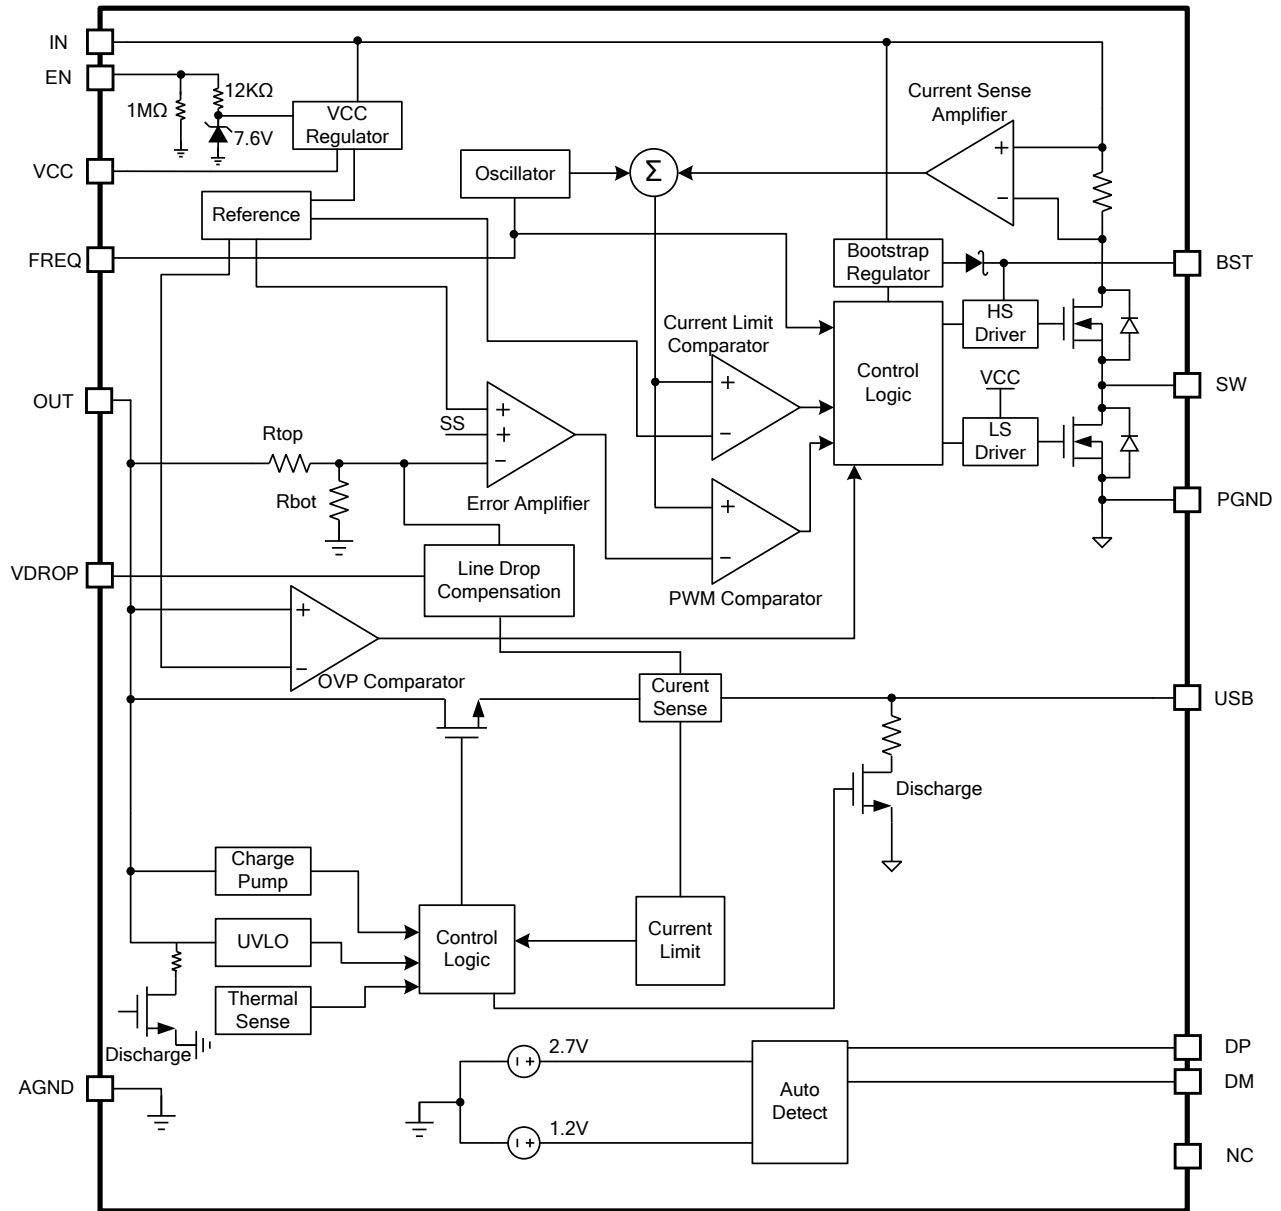 IN
EN
1MΩ
12KΩ
7.6V
VCC
Regulator
Current Sense
Amplifier
+
−
VCC
Oscillator
Σ
Reference
FREQ
Bootstrap
Regulator
BST
HS
Driver
Current Limit
Comparator
+
−
Control
Logic
VCC
SW
LS
Driver
OUT
Rtop
Rbot
SS
+
+
−
Error Amplifier
PGND
VDROP
Line Drop
Compensation
+
−
PWM Comparator
+
−
OVP Comparator
Curent
Sense
USB
Discharge
Charge
Pump
UVLO
Thermal
Sense
Control
Logic
Current
Limit
Discharge
AGND
2.7V
1.2V
Auto
Detect
DP
DM
NC